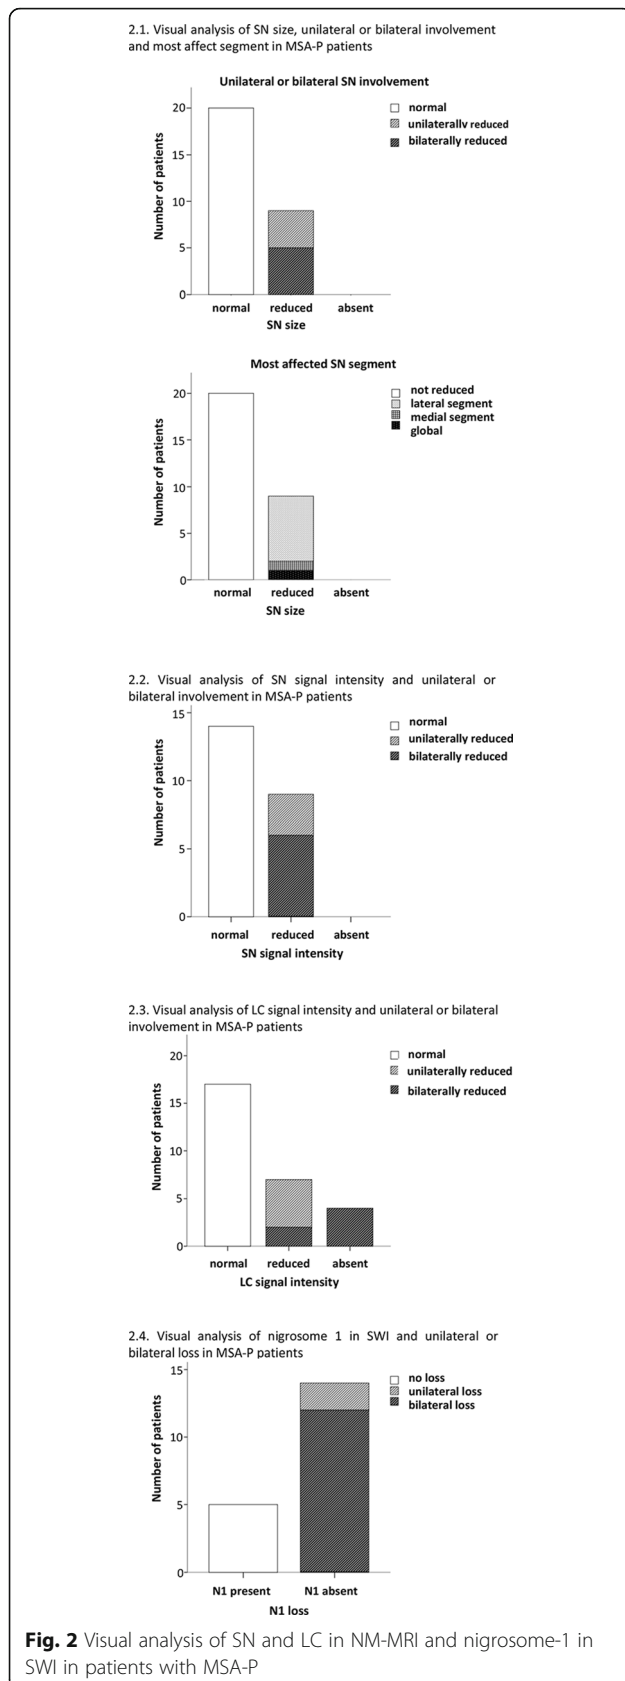 2.1. Visual analysis of SN size, unilateral or bilateral involvement
and most affect segment in MSA-P patients
Unilateral or bilateral SN involvement
normal
unilaterally reduced
bilaterally reduced
Number of patients
20
15
10
5
0
normal reduced absent
SN size
Most affected SN segment
not reduced
lateral segment
medial segment
global
Number of patients
20
15
10
5
0
normal reduced absent
SN size
2.2. Visual analysis of SN signal intensity and unilateral or
bilateral involvement in MSA-P patients
normal
unilaterally reduced
bilaterally reduced
Number of patients
15
10
5
0
normal reduced absent
SN signal intensity
2.3. Visual analysis of LC signal intensity and unilateral or bilateral
involvement in MSA-P patients
normal
unilaterally reduced
bilaterally reduced
Number of patients
20
15
10
5
0
normal reduced absent
LC signal intensity
2.4. Visual analysis of nigrosome 1 in SWI and unilateral or
bilateral loss in MSA-P patients
no loss
unilateral loss
bilateral loss
Number of patients
15
10
5
0
N1 present N1 absent
N1 loss
Fig. 2 Visual analysis of SN and LC in NM-MRI and nigrosome-1 in
SWI in patients with MSA-P